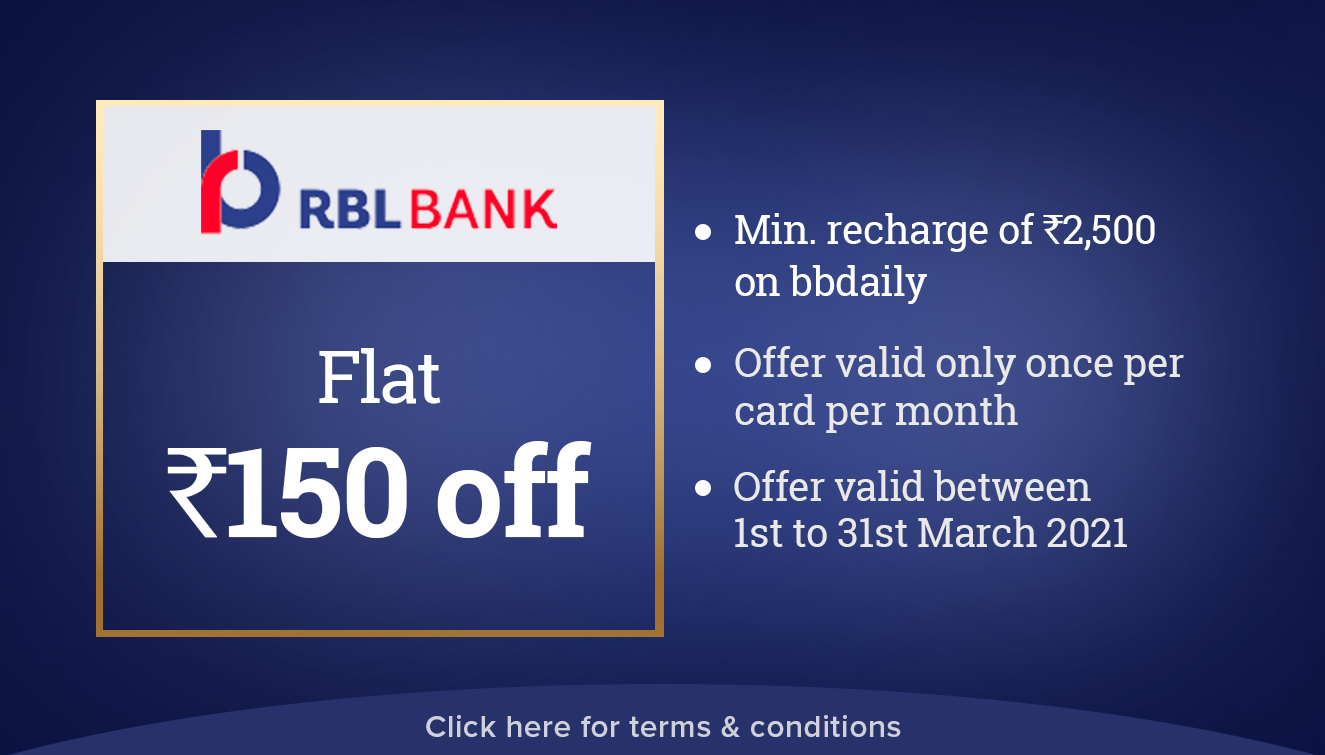 RBL BANK
Flat
₹150 off
Min. recharge of ₹2,500
on bbdaily
Offer valid only once per
card per month
Offer valid between
1st to 31st March 2021
Click here for terms & conditions